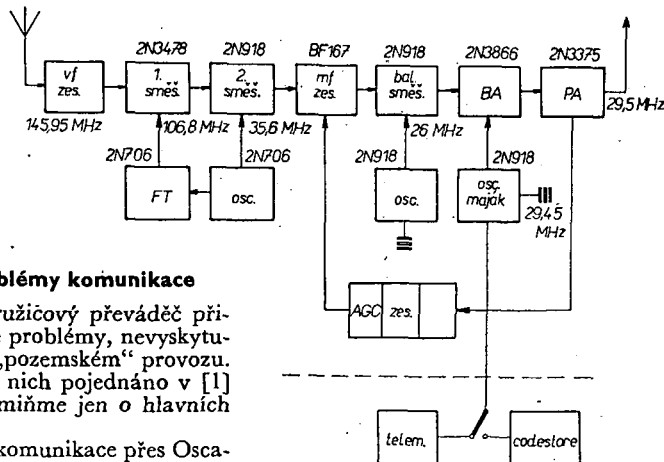 2N3478 2N918 BF167 2N918 2N3866 2N3375
vf zes.
1. směš.
2. směš.
mf zes.
bal. směš.
BA
PA
145,95 MHz 106,8 MHz 35,6 MHz 26 MHz 29,5 MHz
2N706 2N706 2N918 2N918
FT
osc.
osc.
osc. maják
29,45 MHz
AGC zes.
telem.
codestore
blémy komunikace
ružicový převáděč při-
e problémy, nevyskytu-
„pozemském“ provozu.
nich pojednáno v [1]
miňme jen o hlavních
komunikace přes Osca-